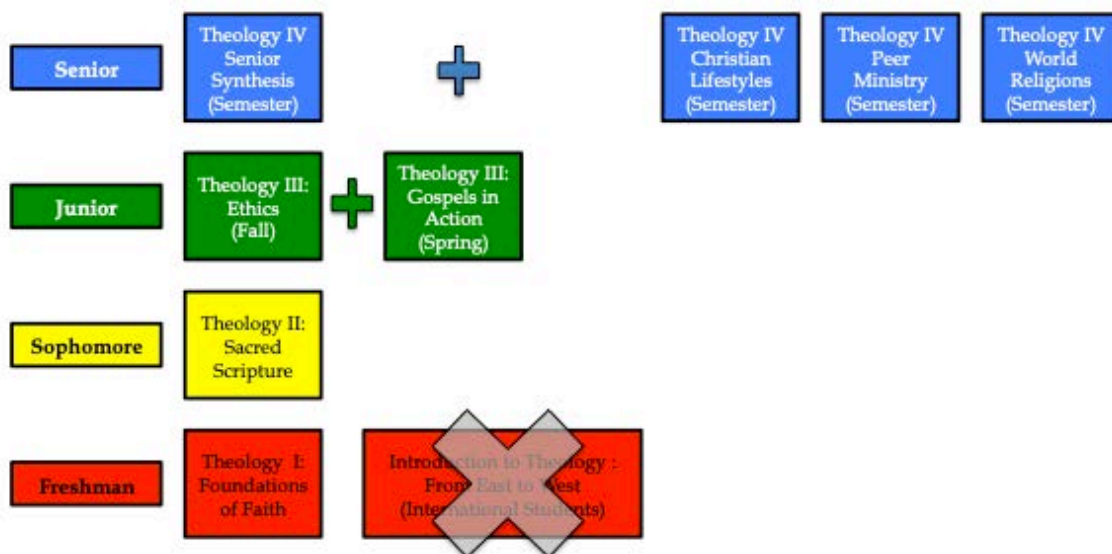 Senior
Theology IV
Senior
Synthesis
(Semester)
Theology IV
Christian
Lifestyles
(Semester)
Theology IV
Peer
Ministry
(Semester)
Theology IV
World
Religions
(Semester)
Junior
Theology III:
Ethics
(Fall)
Theology III:
Gospels in
Action
(Spring)
Sophomore
Theology II:
Sacred
Scripture
Freshman
Theology I:
Foundations
of Faith
Introduction to Theology :
From East to West
(International Students)